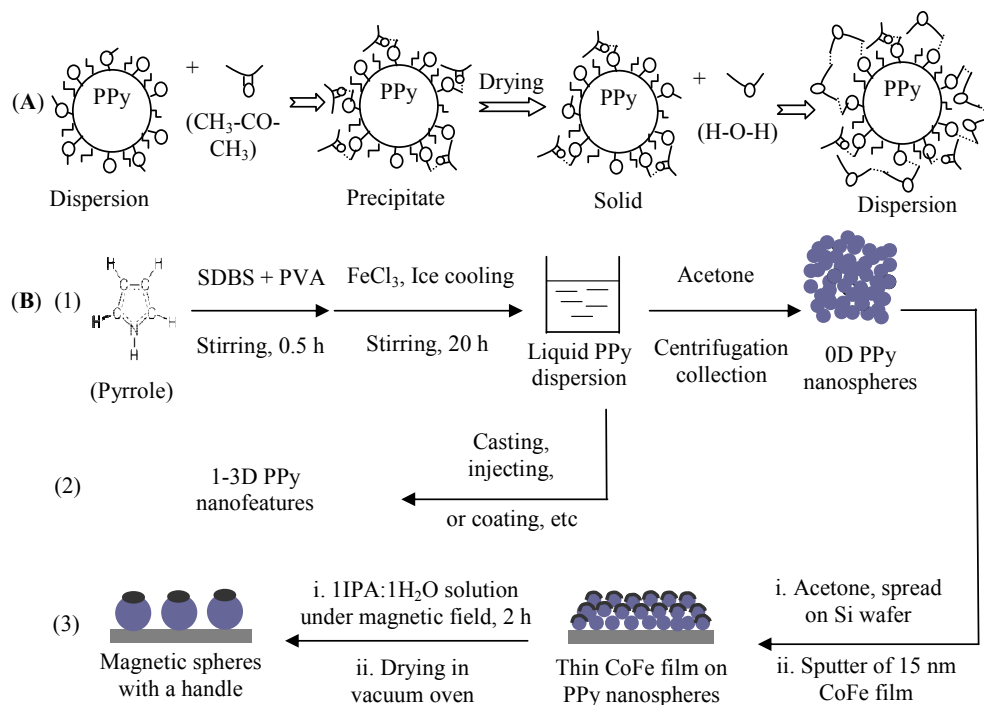 (A)
PPy
+
(CH₃-CO-
CH₃)
PPy
Drying
PPy
+
(H-O-H)
PPy
Dispersion
Precipitate
Solid
Dispersion
(B) (1)
H H
C C
H C C H
N
H
(Pyrrole)
SDBS + PVA
Stirring, 0.5 h
FeCl₃, Ice cooling
Stirring, 20 h
Liquid PPy
dispersion
Acetone
Centrifugation
collection
0D PPy
nanospheres
(2)
1-3D PPy
nanofeatures
Casting,
injecting,
or coating, etc
(3)
Magnetic spheres
with a handle
i. 1IPA:1H₂O solution
under magnetic field, 2 h
ii. Drying in
vacuum oven
Thin CoFe film on
PPy nanospheres
i. Acetone, spread
on Si wafer
ii. Sputter of 15 nm
CoFe film